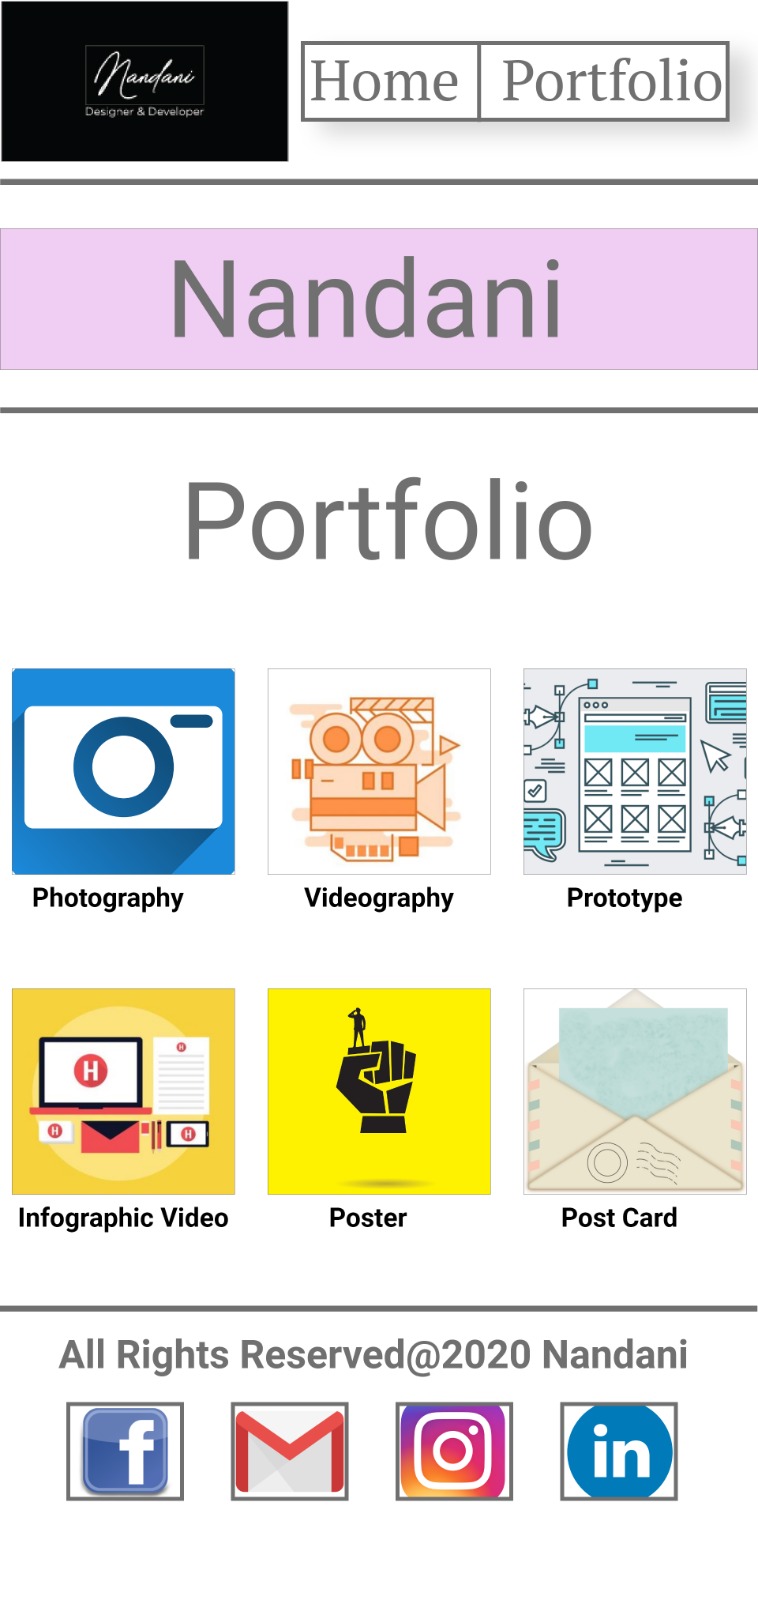 Nandani
Designer & Developer
Home Portfolio
Nandani
Portfolio
Photography Videography Prototype
H
H
H
H
Infographic Video Poster Post Card
All Rights Reserved@2020 Nandani
f
in